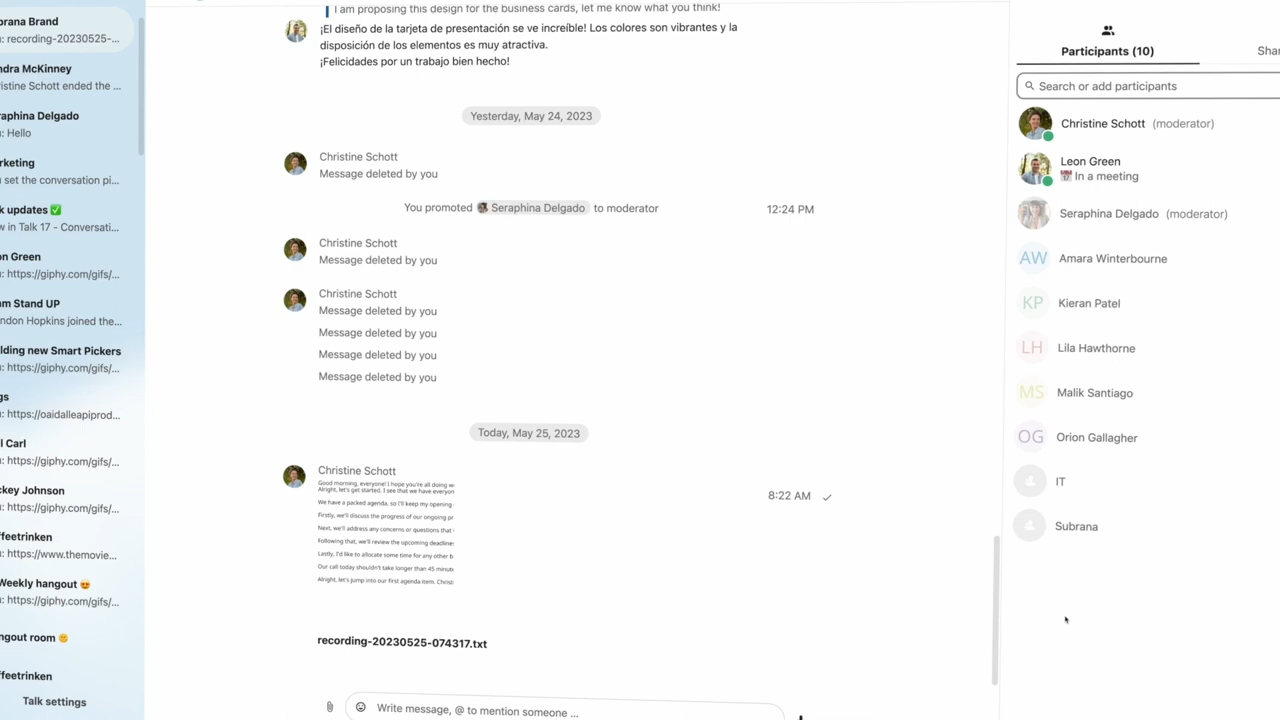 prana Brand
u: recording-20230525-...
ndra McKinney
ristine Schott ended the ...
raphina Delgado
u: Hello
rketing
u set the conversation pi...
k updates ✅
w in Talk 17 - Conversati...
on Green
u: https://giphy.com/gifs/...
am Stand UP
ndon Hopkins joined the...
lding new Smart Pickers
u: https://giphy.com/gifs/...
gs
u: https://oaidalleapiprod...
l Carl
u: https://giphy.com/gifs/...
ckey Johnson
u: https://giphy.com/gifs/...
ffeetrinken
u: https://www.themovie...
Weekly hangout 😍
u: https://giphy.com/gifs/...
ngout room
ffeetrinken
Talk settings
I am proposing this design for the business cards, let me know what you think!
¡El diseño de la tarjeta de presentación se ve increíble! Los colores son vibrantes y la
disposición de los elementos es muy atractiva.
¡Felicidades por un trabajo bien hecho!
Yesterday, May 24, 2023
Christine Schott
Message deleted by you
You promoted Seraphina Delgado to moderator 12:24 PM
Christine Schott
Message deleted by you
Christine Schott
Message deleted by you
Message deleted by you
Message deleted by you
Message deleted by you
Today, May 25, 2023
Christine Schott
Good morning, everyone! I hope you're all doing w
Alright, let's get started. I see that we have everyon
We have a packed agenda, so I'll keep my opening
Firstly, we'll discuss the progress of our ongoing pr
Next, we'll address any concerns or questions that
Following that, we'll review the upcoming deadline
Lastly, I'd like to allocate some time for any other b
Our call today shouldn't take longer than 45 minute
Alright, let's jump into our first agenda item. Christ
8:22 AM
recording-20230525-074317.txt
Write message, @ to mention someone ...
Participants (10)
Shar
Search or add participants
Christine Schott (moderator)
Leon Green
In a meeting
Seraphina Delgado (moderator)
AW Amara Winterbourne
KP Kieran Patel
LH Lila Hawthorne
MS Malik Santiago
OG Orion Gallagher
IT
Subrana